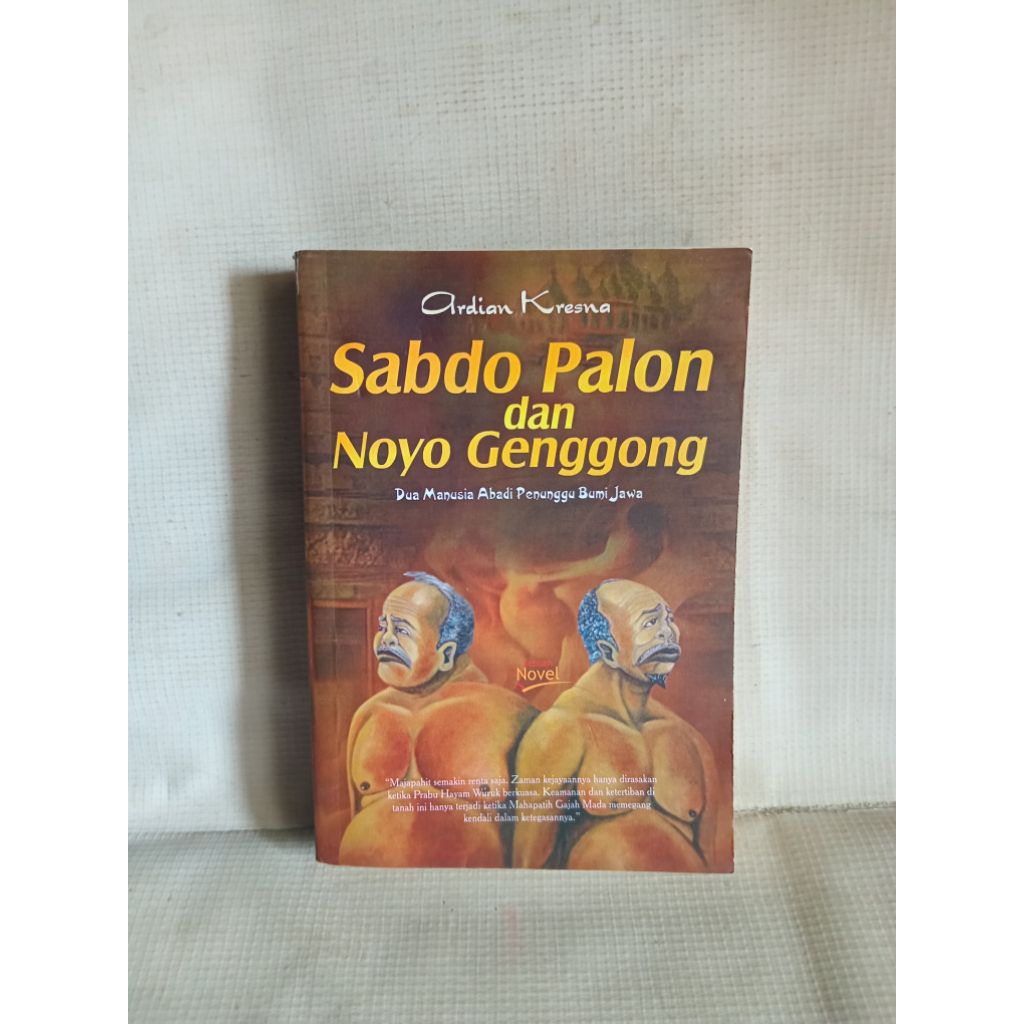 Ardian Kresna
Sabdo Palon
dan
Noyo Genggong
Dua Manusia Abadi Penunggu Bumi Jawa
Novel
"Majapahit semakin renta saja. Zaman kejayaannya hanya dirasakan
ketika Prabu Hayam Wuruk berkuasa. Keamanan dan ketertiban di
tanah ini hanya terjadi ketika Mahapatih Gajah Mada memegang
kendali dalam ketegasannya."